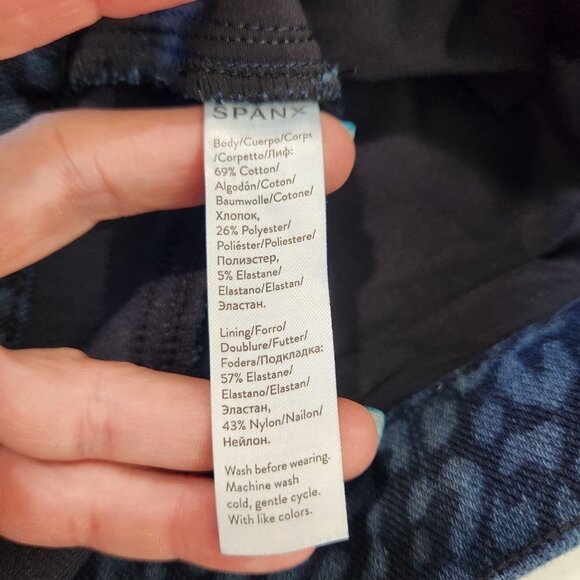 SPANX
Body/Cuerpo/Corps
/Corpetto/Лиф:
69% Cotton/
Algodón/Coton/
Baumwolle/Cotone/
Хлопок,
26% Polyester/
Poliéster/Poliestere/
Полиэстер,
5% Elastane/
Elastano/Elastan/
Эластан.
Lining/Forro/
Doublure/Futter/
Fodera/Подкладка:
57% Elastane/
Elastano/Elastan/
Эластан,
43% Nylon/Nailon/
Нейлон.
Wash before wearing.
Machine wash
cold, gentle cycle.
With like colors.